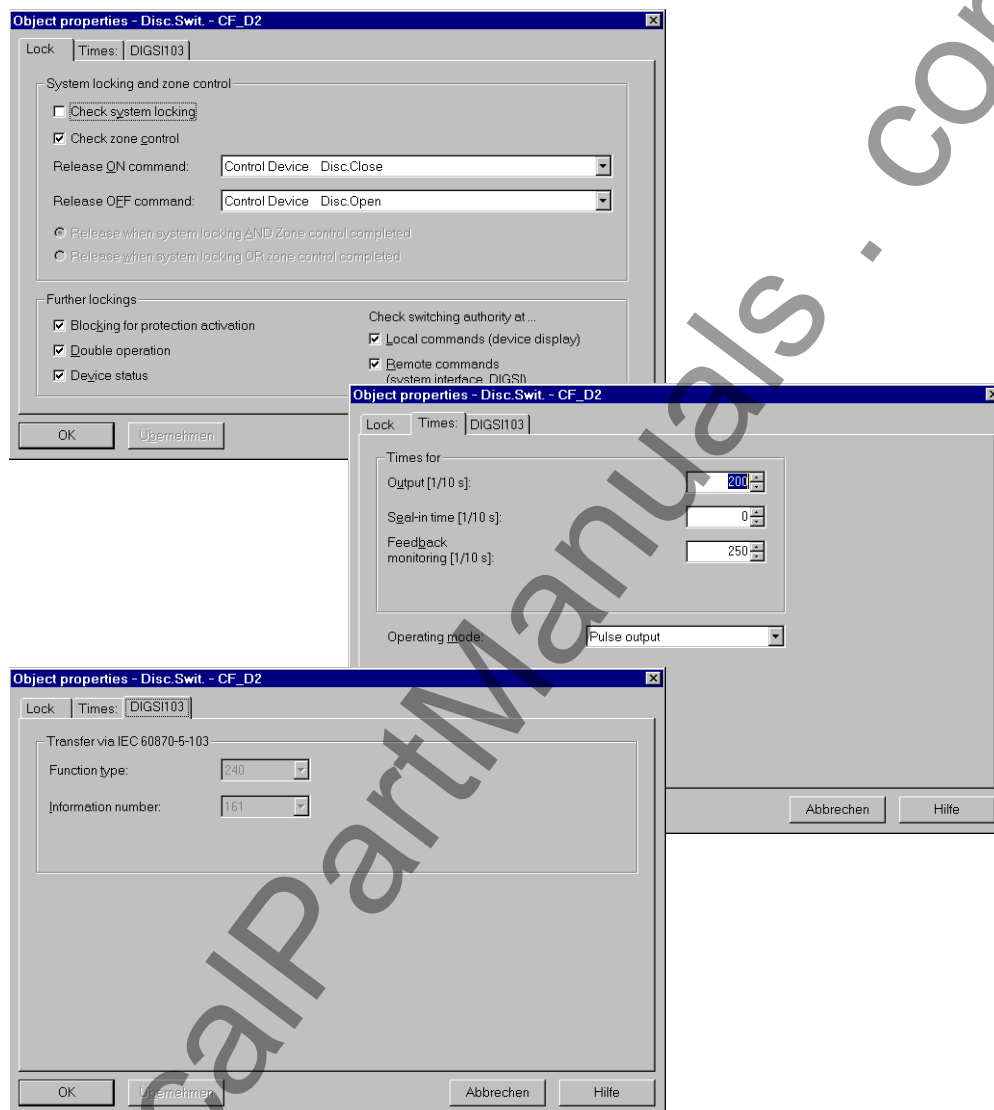 Object properties - Disc.Swit. - CF_D2
Lock Times: DIGSI103
System locking and zone control
Check system locking
Check zone control
Release ON command: Control Device Disc.Close
Release OFF command: Control Device Disc.Open
Release when system locking AND Zone control completed
Release when system locking OR zone control completed
Further lockings
Blocking for protection activation
Double operation
Device status
Check switching authority at ...
Local commands (device display)
Remote commands
(system interface, DIGSI)
OK Übernehmen
Object properties - Disc.Swit. - CF_D2
Lock Times: DIGSI103
Times for
Output [1/10 s]: 200
Seal-in time [1/10 s]: 0
Feedback
monitoring [1/10 s]: 250
Operating mode: Pulse output
Abbrechen Hilfe
Object properties - Disc.Swit. - CF_D2
Lock Times: DIGSI103
Transfer via IEC 60870-5-103
Function type: 240
Information number: 161
OK Übernehmen Abbrechen Hilfe
calPartManuals . co